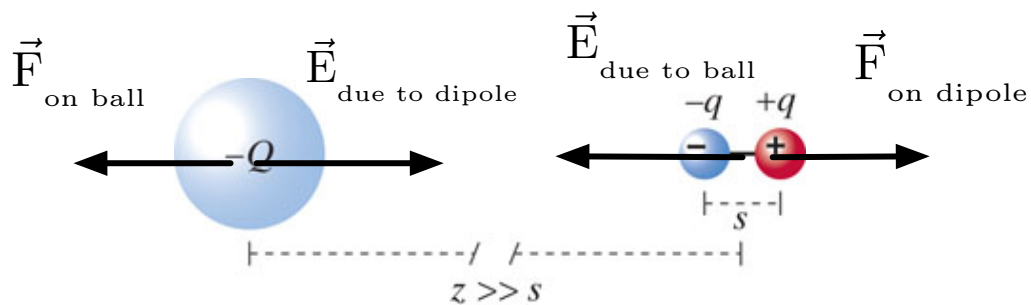 F⃗ on ball
E⃗ due to dipole
E⃗ due to ball
F⃗ on dipole
–q
+q
–Q
-
+
s
z >> s